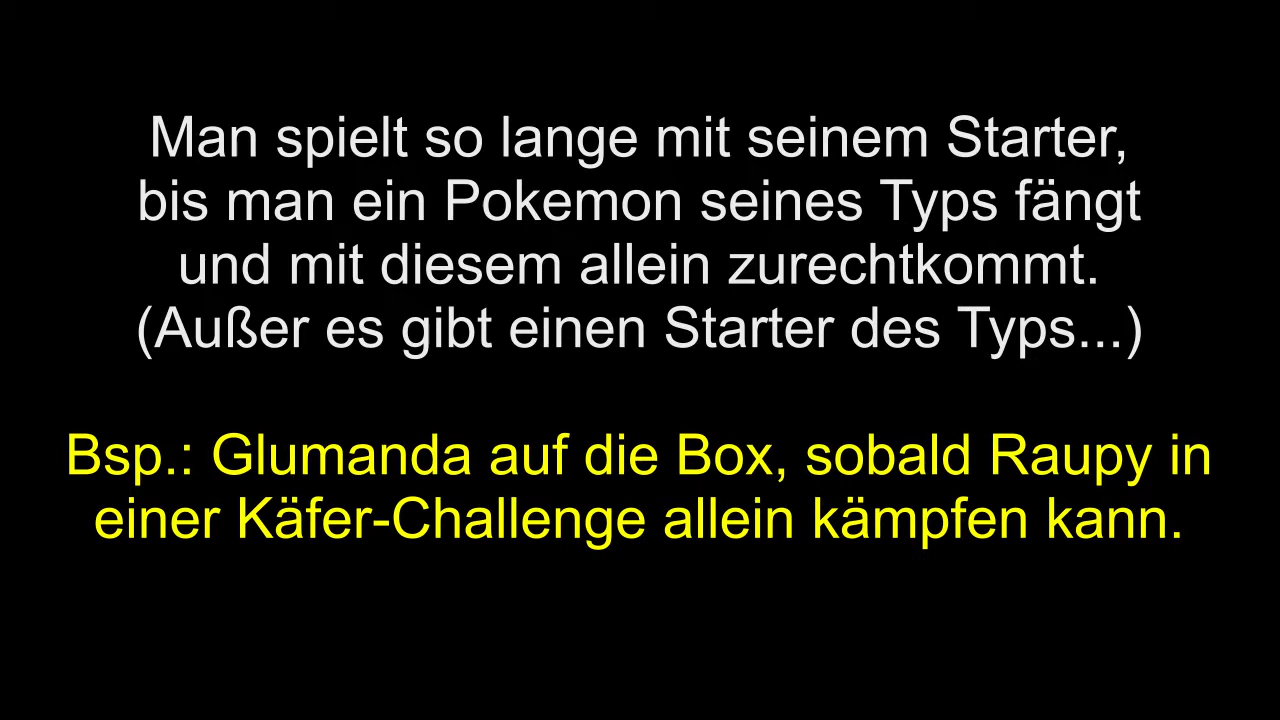 Man spielt so lange mit seinem Starter,
bis man ein Pokemon seines Typs fängt
und mit diesem allein zurechtkommt.
(Außer es gibt einen Starter des Typs...)
Bsp.: Glumanda auf die Box, sobald Raupy in
einer Käfer-Challenge allein kämpfen kann.